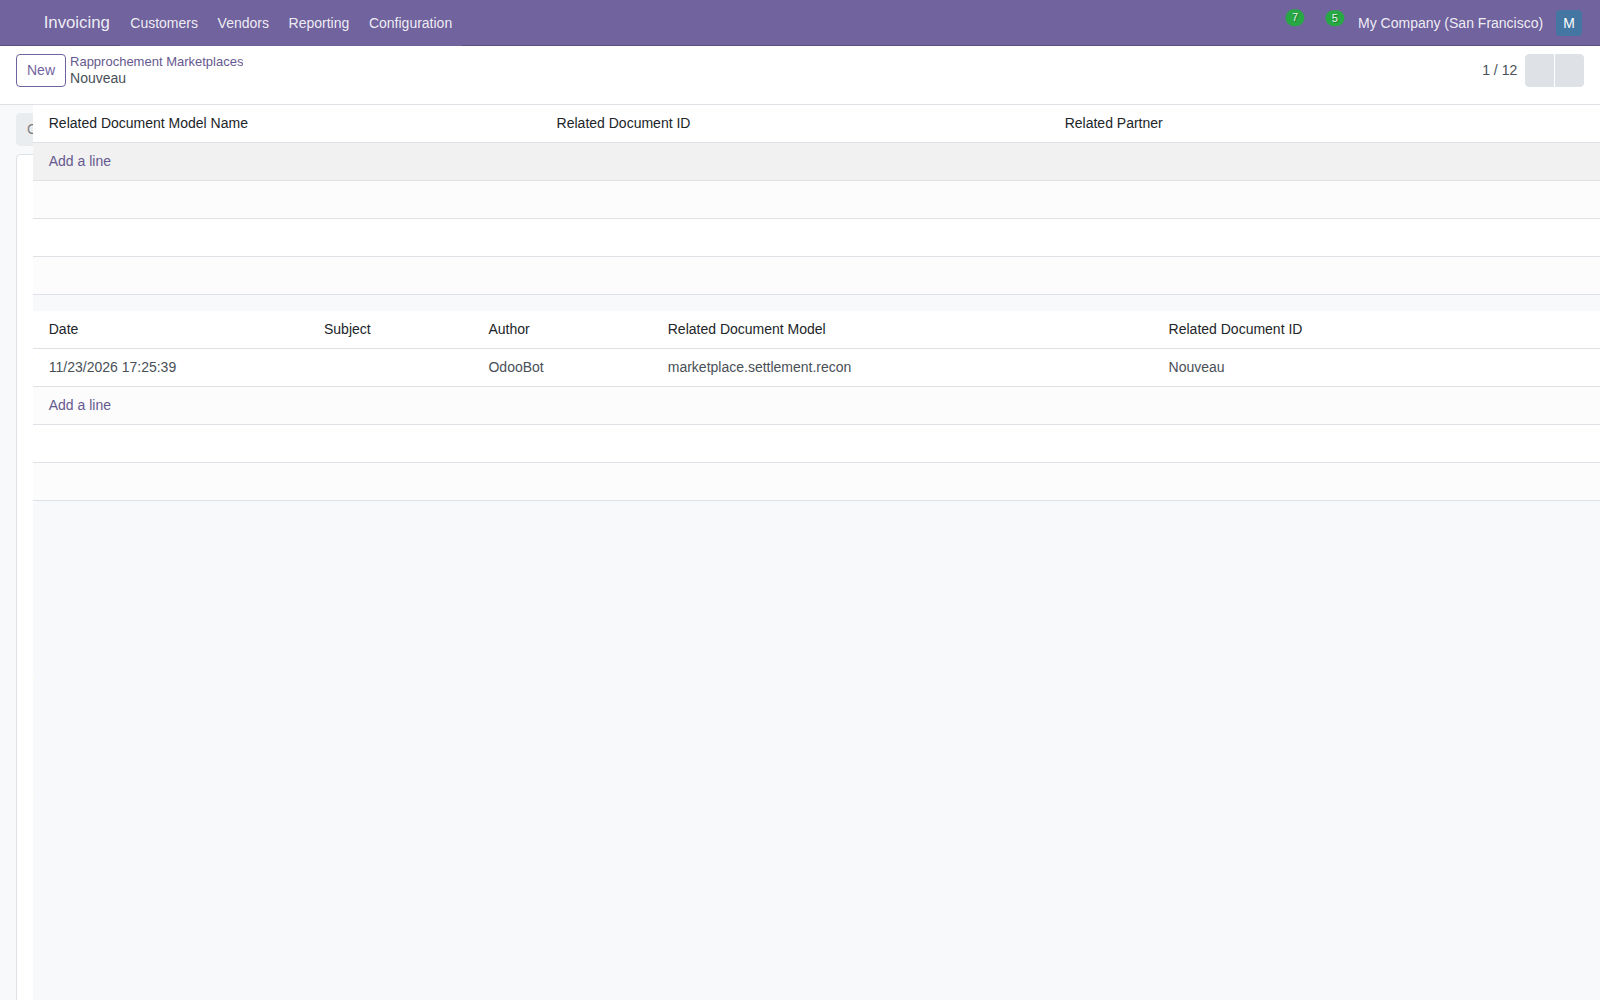 Invoicing Customers Vendors Reporting Configuration 7 5 My Company (San Francisco) M
New Rapprochement Marketplaces
Nouveau
1 / 12
Related Document Model Name Related Document ID Related Partner
Add a line
Date Subject Author Related Document Model Related Document ID
11/23/2026 17:25:39 OdooBot marketplace.settlement.recon Nouveau
Add a line